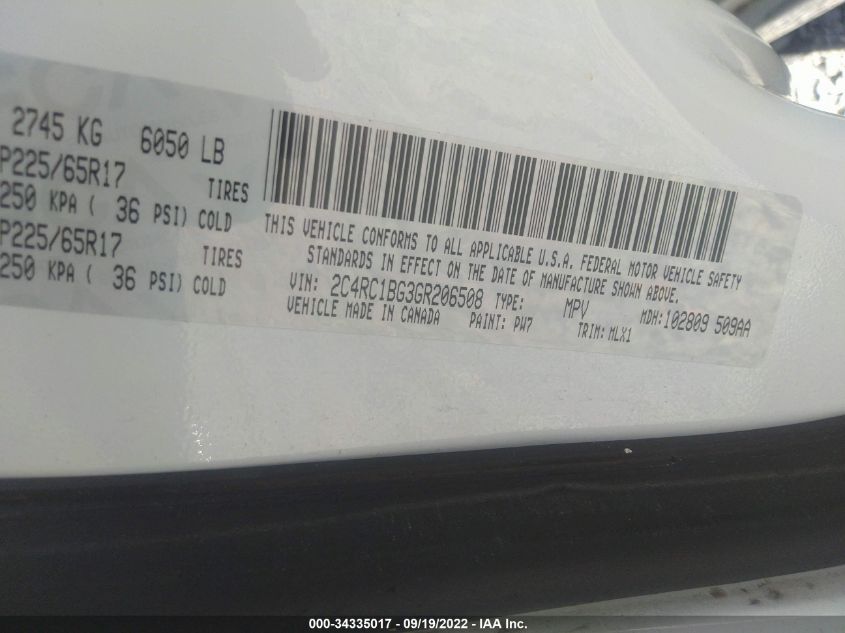 2745 KG 6050 LB
P225/65R17 TIRES
250 KPA ( 36 PSI) COLD
P225/65R17 TIRES
250 KPA ( 36 PSI) COLD
THIS VEHICLE CONFORMS TO ALL APPLICABLE U.S.A. FEDERAL MOTOR VEHICLE SAFETY
STANDARDS IN EFFECT ON THE DATE OF MANUFACTURE SHOWN ABOVE.
VIN: 2C4RC1BG3GR206508 TYPE: MPV MDH:102809 509AA
VEHICLE MADE IN CANADA PAINT: PW7 TRIM: MLX1
000-34335017 - 09/19/2022 - IAA Inc.